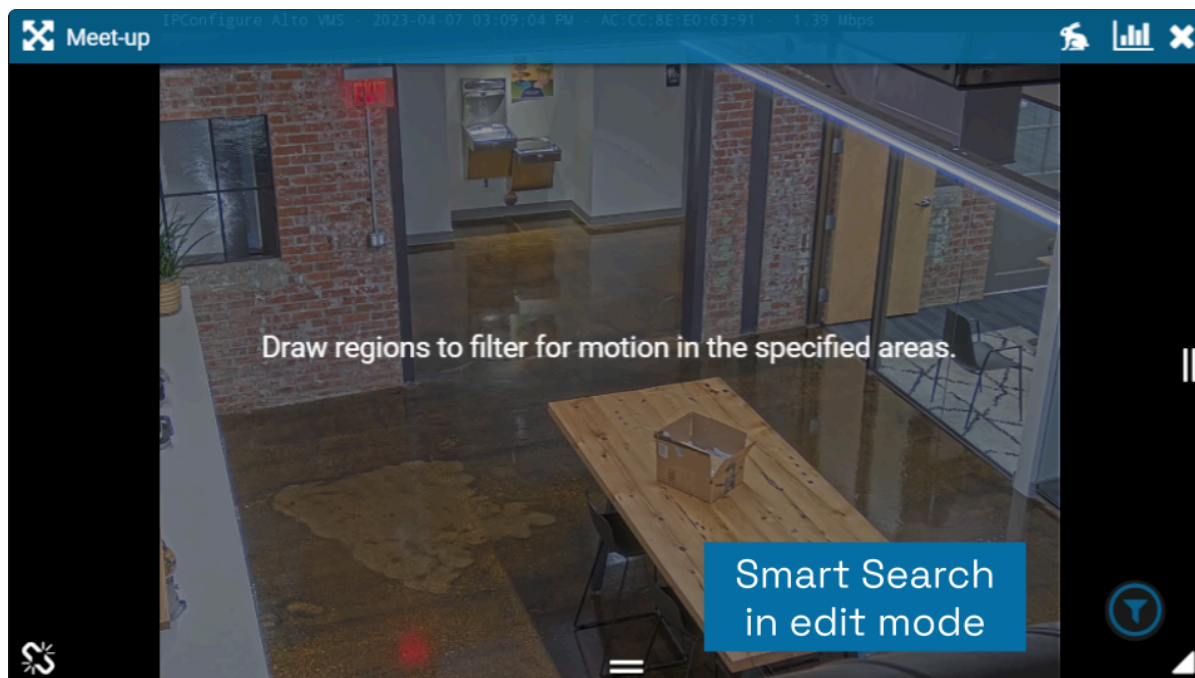 IPConfigure Alto VMS - 2023-04-07 03:09:04 PM - AC:CC:8E:E0:63:91 - 1.39 Mbps
Meet-up
EXIT
Draw regions to filter for motion in the specified areas.
Smart Search
in edit mode